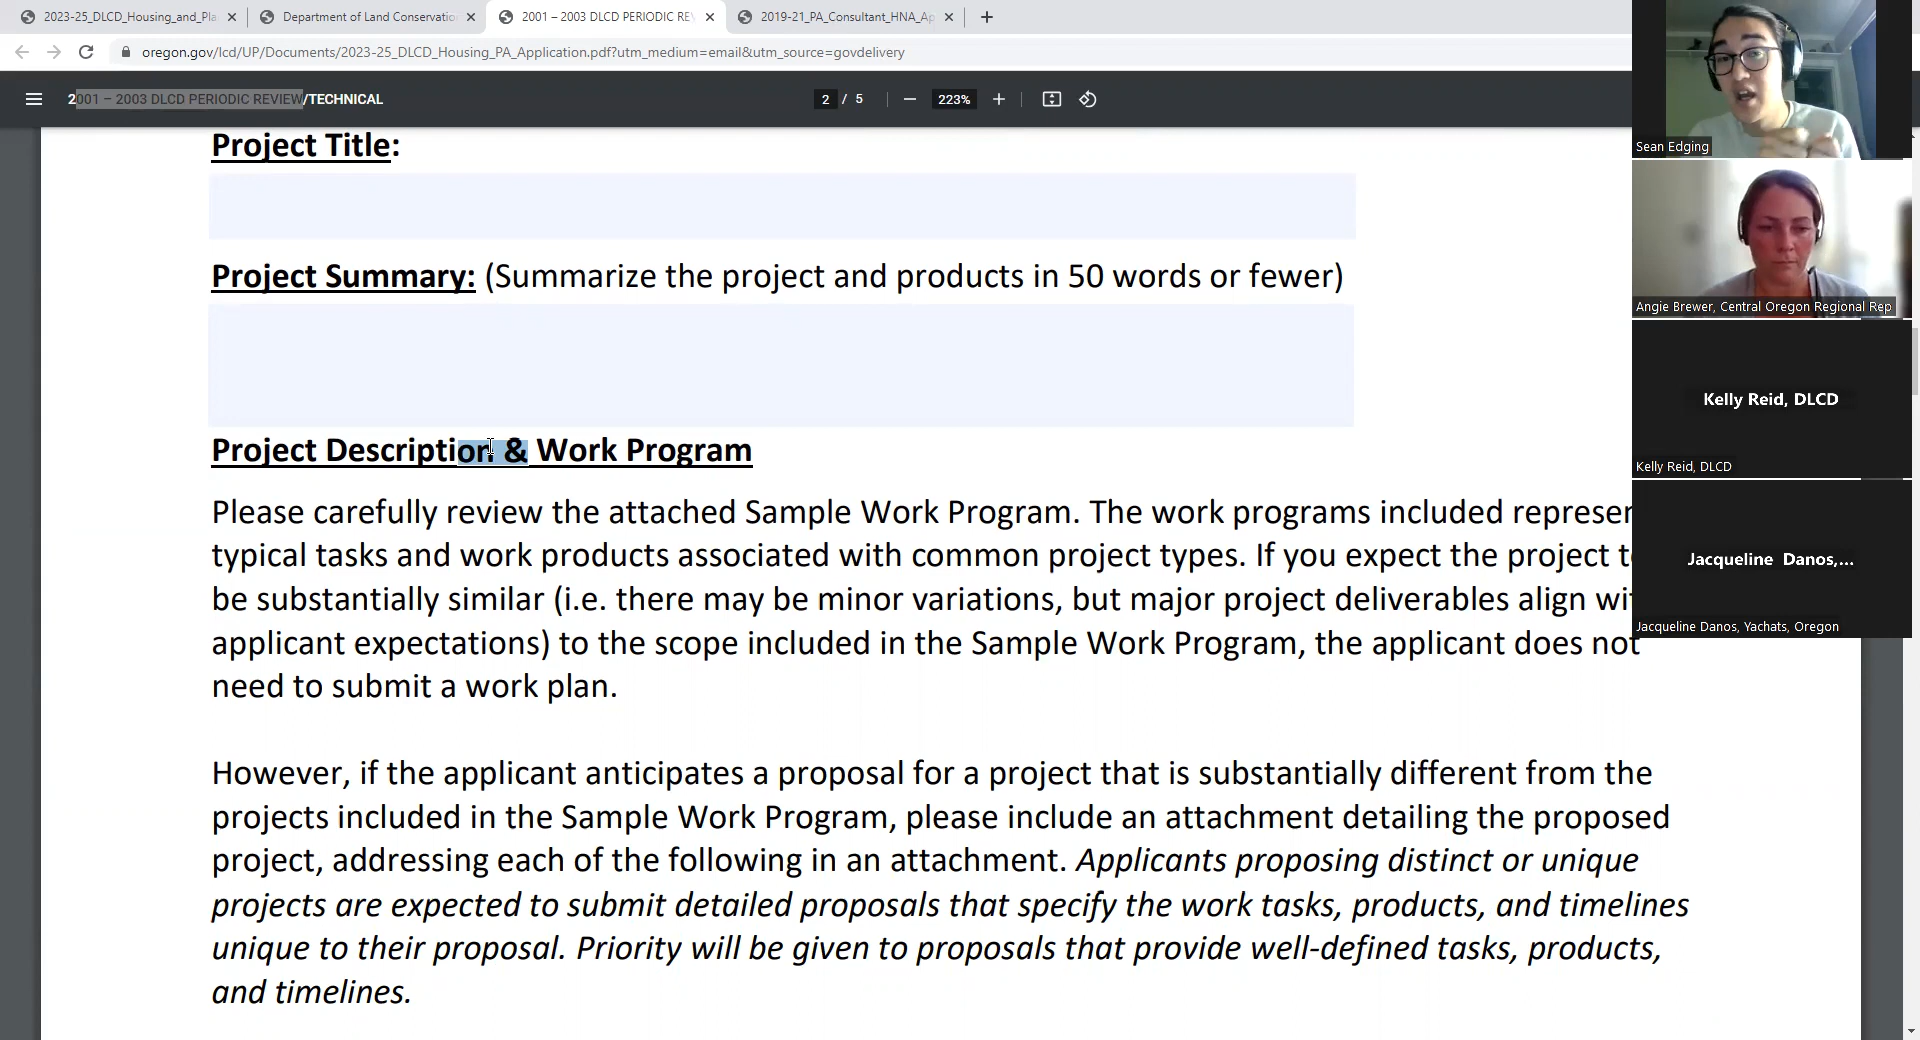 2023-25_DLCD_Housing_and_Pla
Department of Land Conservatio
2001 – 2003 DLCD PERIODIC RE
2019-21_PA_Consultant_HNA_Ap
oregon.gov/lcd/UP/Documents/2023-25_DLCD_Housing_PA_Application.pdf?utm_medium=email&utm_source=govdelivery
2001 – 2003 DLCD PERIODIC REVIEW/TECHNICAL
2 / 5
223%
Project Title:
Project Summary: (Summarize the project and products in 50 words or fewer)
Project Description & Work Program
Please carefully review the attached Sample Work Program. The work programs included represen
typical tasks and work products associated with common project types. If you expect the project t
be substantially similar (i.e. there may be minor variations, but major project deliverables align wi
applicant expectations) to the scope included in the Sample Work Program, the applicant does not
need to submit a work plan.
However, if the applicant anticipates a proposal for a project that is substantially different from the
projects included in the Sample Work Program, please include an attachment detailing the proposed
project, addressing each of the following in an attachment. Applicants proposing distinct or unique
projects are expected to submit detailed proposals that specify the work tasks, products, and timelines
unique to their proposal. Priority will be given to proposals that provide well-defined tasks, products,
and timelines.
Sean Edging
Angie Brewer, Central Oregon Regional Rep
Kelly Reid, DLCD
Kelly Reid, DLCD
Jacqueline Danos,...
Jacqueline Danos, Yachats, Oregon